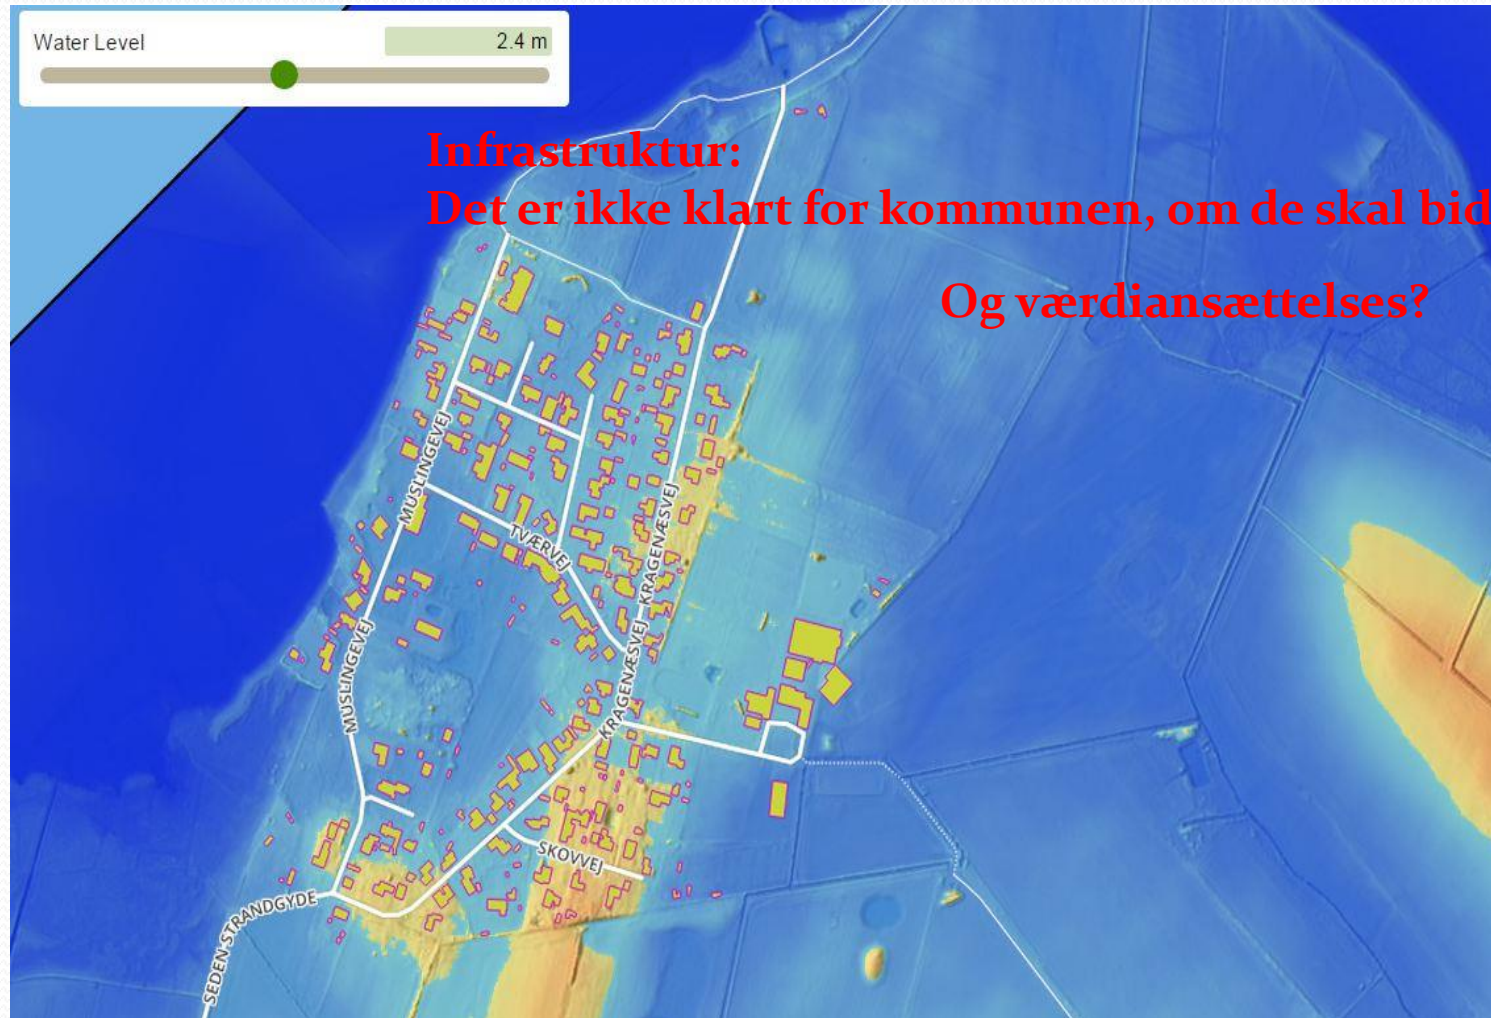 Water Level 2.4 m
Infrastruktur:
Det er ikke klart for kommunen, om de skal bid
Og værdiansættelses?
MUSLINGEVEJ
TVÆRVEJ
KRAGENÆSVEJ
MUSLINGEVEJ
KRAGENÆSVEJ
SKOVVEJ
SEDEN STRANDGYDE